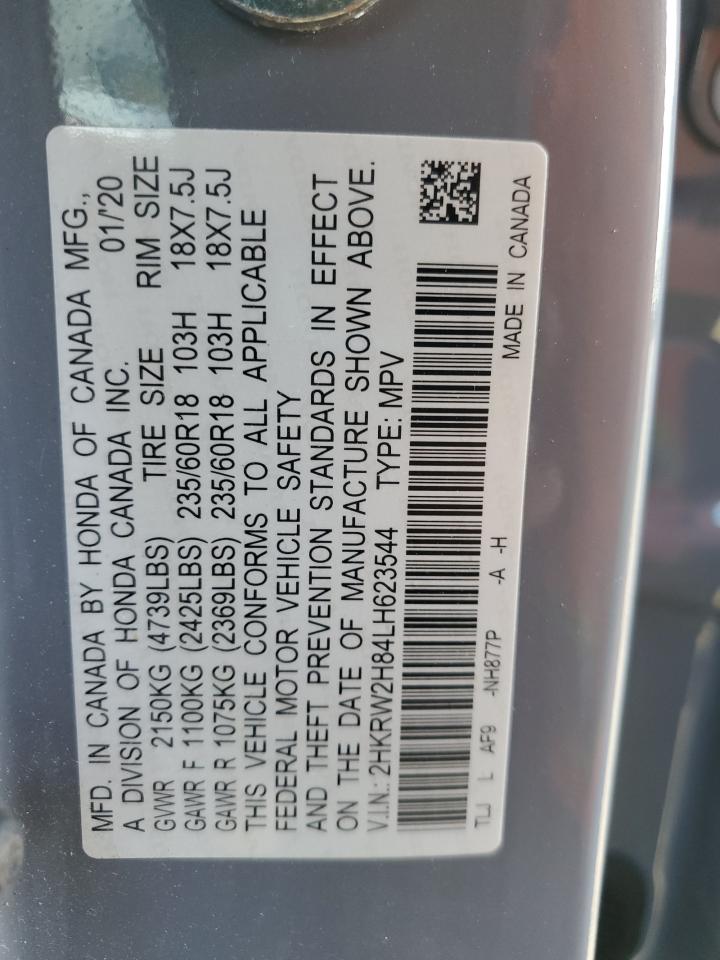 MFD. IN CANADA BY HONDA OF CANADA MFG.,
A DIVISION OF HONDA CANADA INC. 01/'20
GVWR 2150KG (4739LBS) TIRE SIZE RIM SIZE
GAWR F 1100KG (2425LBS) 235/60R18 103H 18X7.5J
GAWR R 1075KG (2369LBS) 235/60R18 103H 18X7.5J
THIS VEHICLE CONFORMS TO ALL APPLICABLE
FEDERAL MOTOR VEHICLE SAFETY
AND THEFT PREVENTION STANDARDS IN EFFECT
ON THE DATE OF MANUFACTURE SHOWN ABOVE.
V.I.N.: 2HKRW2H84LH623544 TYPE: MPV
TLJ L AF9 -NH877P -A -H
MADE IN CANADA